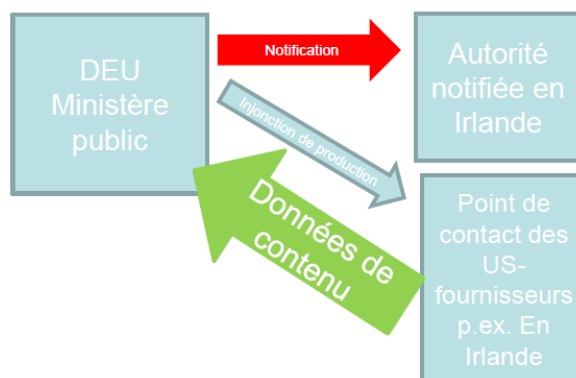 DEU
Ministère
public
Notification
Autorité
notifiée en
Irlande
Injonction de production
Données de
contenu
Point de
contact des
US-
fournisseurs
p.ex. En
Irlande